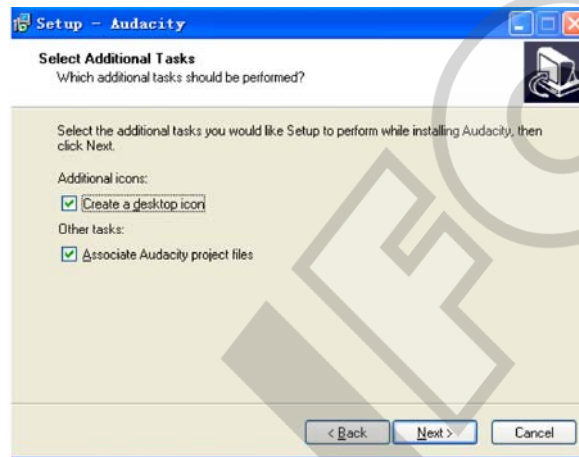 Setup - Audacity
Select Additional Tasks
Which additional tasks should be performed?
Select the additional tasks you would like Setup to perform while installing Audacity, then
click Next.
Additional icons:
Create a desktop icon
Other tasks:
Associate Audacity project files
< Back
Next >
Cancel